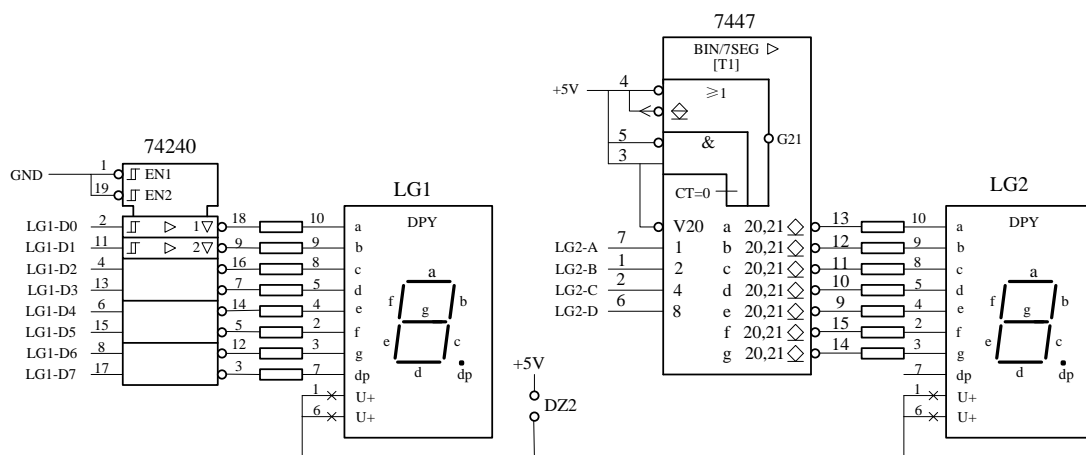 7447
BIN/7SEG ▷
[T1]
+5V
4
≥1
5
&
G21
3
CT=0
V20
a 20,21 13 10 a
LG2-A 7 1 b 20,21 12 9 b
LG2-B 1 2 c 20,21 11 8 c
LG2-C 2 4 d 20,21 10 5 d
LG2-D 6 8 e 20,21 9 4 e
f 20,21 15 2 f
g 20,21 14 3 g
7 dp
1 U+
6 U+
LG2
DPY
a
f b
g
e c
d dp
74240
GND
1 EN1
19 EN2
LG1-D0 2 ▷ 1▽ 18 10 a
LG1-D1 11 ▷ 2▽ 9 9 b
LG1-D2 4 16 8 c
LG1-D3 13 7 5 d
LG1-D4 6 14 4 e
LG1-D5 15 5 2 f
LG1-D6 8 12 3 g
LG1-D7 17 3 7 dp
1 U+
6 U+
LG1
DPY
a
f b
g
e c
d dp
+5V
DZ2